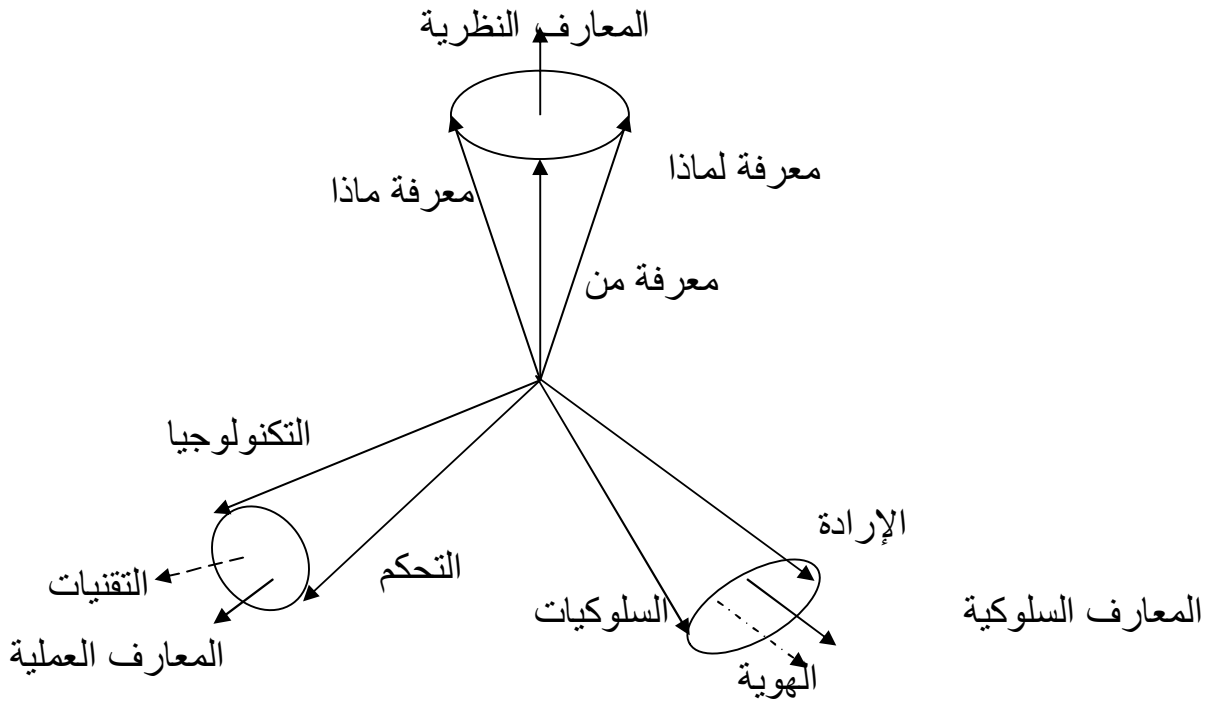 المعارف النظرية
معرفة لماذا
معرفة ماذا
معرفة من
التكنولوجيا
الإرادة
التحكم
التقنيات
السلوكيات
المعارف السلوكية
المعارف العملية
الهوية